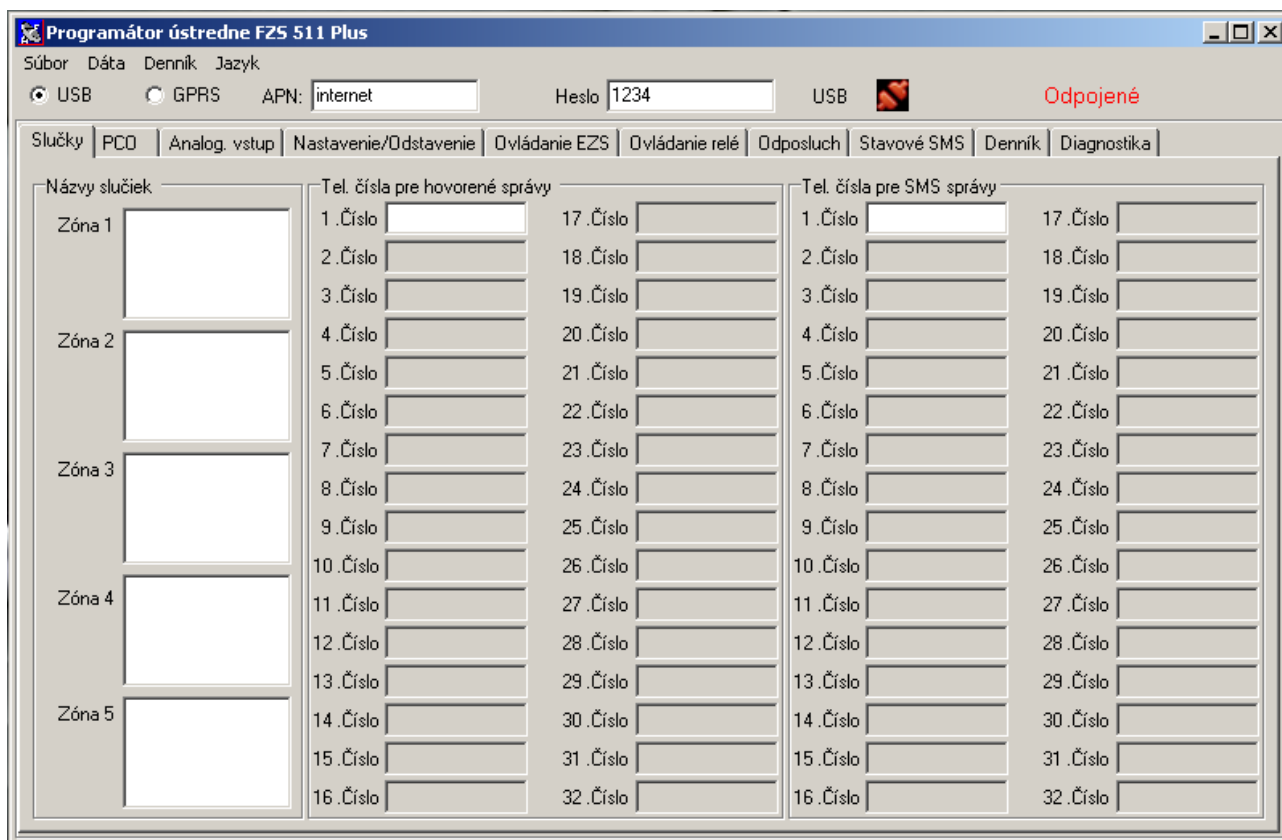 Programátor ústredne FZS 511 Plus
Súbor Dáta Denník Jazyk
USB GPRS APN: internet Heslo 1234 USB Odpojené
Slučky PCO Analog. vstup Nastavenie/Odstavenie Ovládanie EZS Ovládanie relé Odposluch Stavové SMS Denník Diagnostika
Názvy slučiek
Zóna 1
Zóna 2
Zóna 3
Zóna 4
Zóna 5
Tel. čísla pre hovorené správy
1 .Číslo
2 .Číslo
3 .Číslo
4 .Číslo
5 .Číslo
6 .Číslo
7 .Číslo
8 .Číslo
9 .Číslo
10 .Číslo
11 .Číslo
12 .Číslo
13 .Číslo
14 .Číslo
15 .Číslo
16 .Číslo
17 .Číslo
18 .Číslo
19 .Číslo
20 .Číslo
21 .Číslo
22 .Číslo
23 .Číslo
24 .Číslo
25 .Číslo
26 .Číslo
27 .Číslo
28 .Číslo
29 .Číslo
30 .Číslo
31 .Číslo
32 .Číslo
Tel. čísla pre SMS správy
1 .Číslo
2 .Číslo
3 .Číslo
4 .Číslo
5 .Číslo
6 .Číslo
7 .Číslo
8 .Číslo
9 .Číslo
10 .Číslo
11 .Číslo
12 .Číslo
13 .Číslo
14 .Číslo
15 .Číslo
16 .Číslo
17 .Číslo
18 .Číslo
19 .Číslo
20 .Číslo
21 .Číslo
22 .Číslo
23 .Číslo
24 .Číslo
25 .Číslo
26 .Číslo
27 .Číslo
28 .Číslo
29 .Číslo
30 .Číslo
31 .Číslo
32 .Číslo